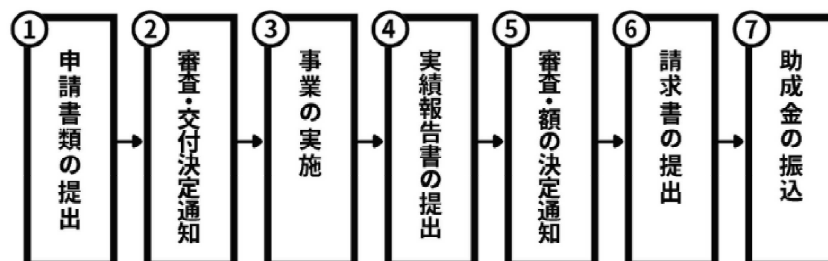 ①
申請書類の提出
②
審査・交付決定通知
③
事業の実施
④
実績報告書の提出
⑤
審査・額の決定通知
⑥
請求書の提出
⑦
助成金の振込